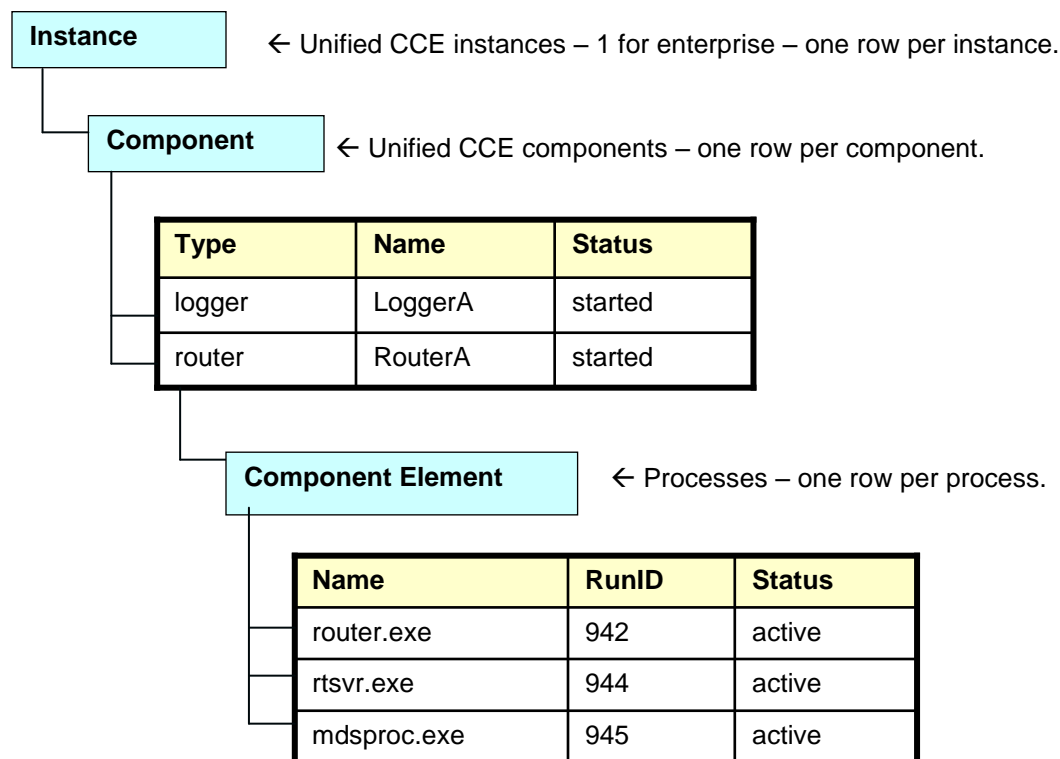 Instance ← Unified CCE instances – 1 for enterprise – one row per instance.
Component ← Unified CCE components – one row per component.
Type Name Status
logger LoggerA started
router RouterA started
Component Element ← Processes – one row per process.
Name RunID Status
router.exe 942 active
rtsvr.exe 944 active
mdsproc.exe 945 active